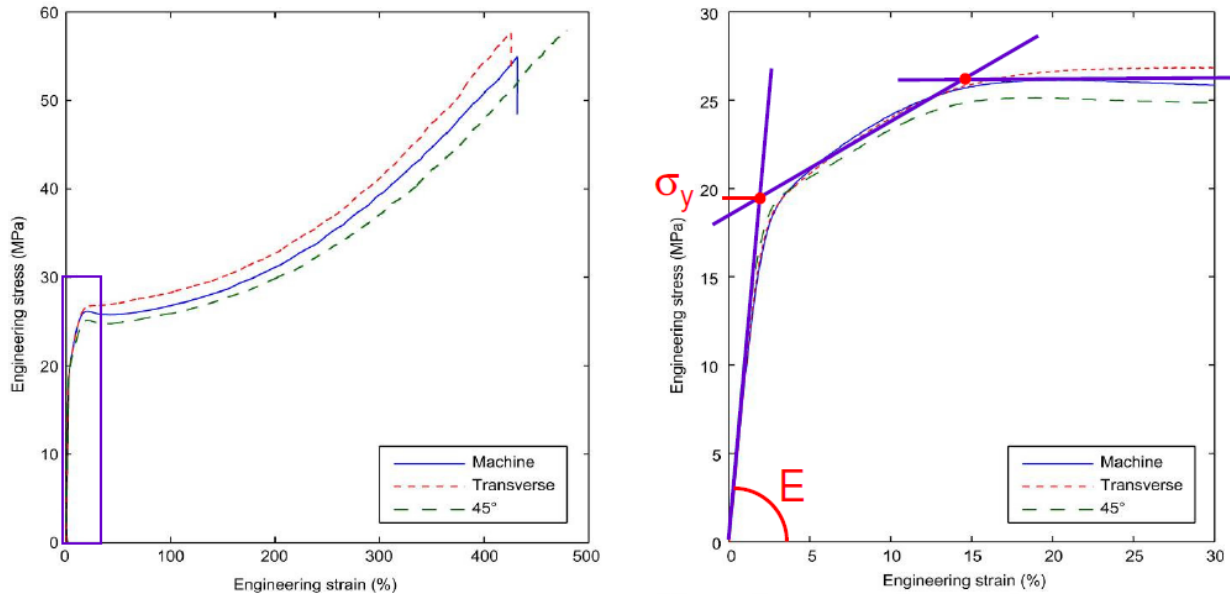 60
50
40
30
20
10
0
Engineering stress (MPa)
Machine
Transverse
45°
0 100 200 300 400 500
Engineering strain (%)
30
25
20
15
10
5
0
Engineering stress (MPa)
σy
E
Machine
Transverse
45°
0 5 10 15 20 25 30
Engineering strain (%)